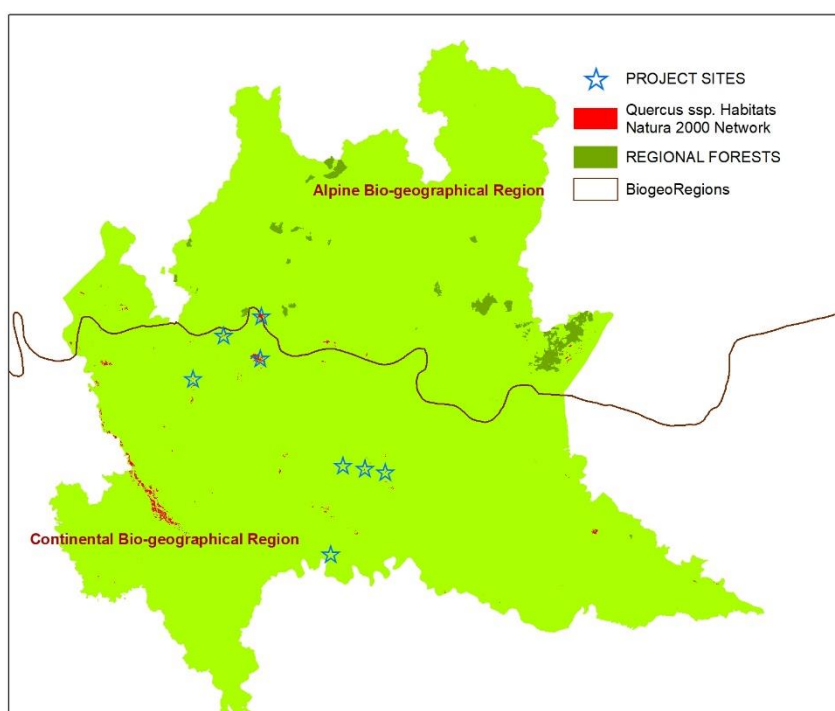 PROJECT SITES
Quercus ssp. Habitats
Natura 2000 Network
REGIONAL FORESTS
BiogeoRegions
Alpine Bio-geographical Region
Continental Bio-geographical Region